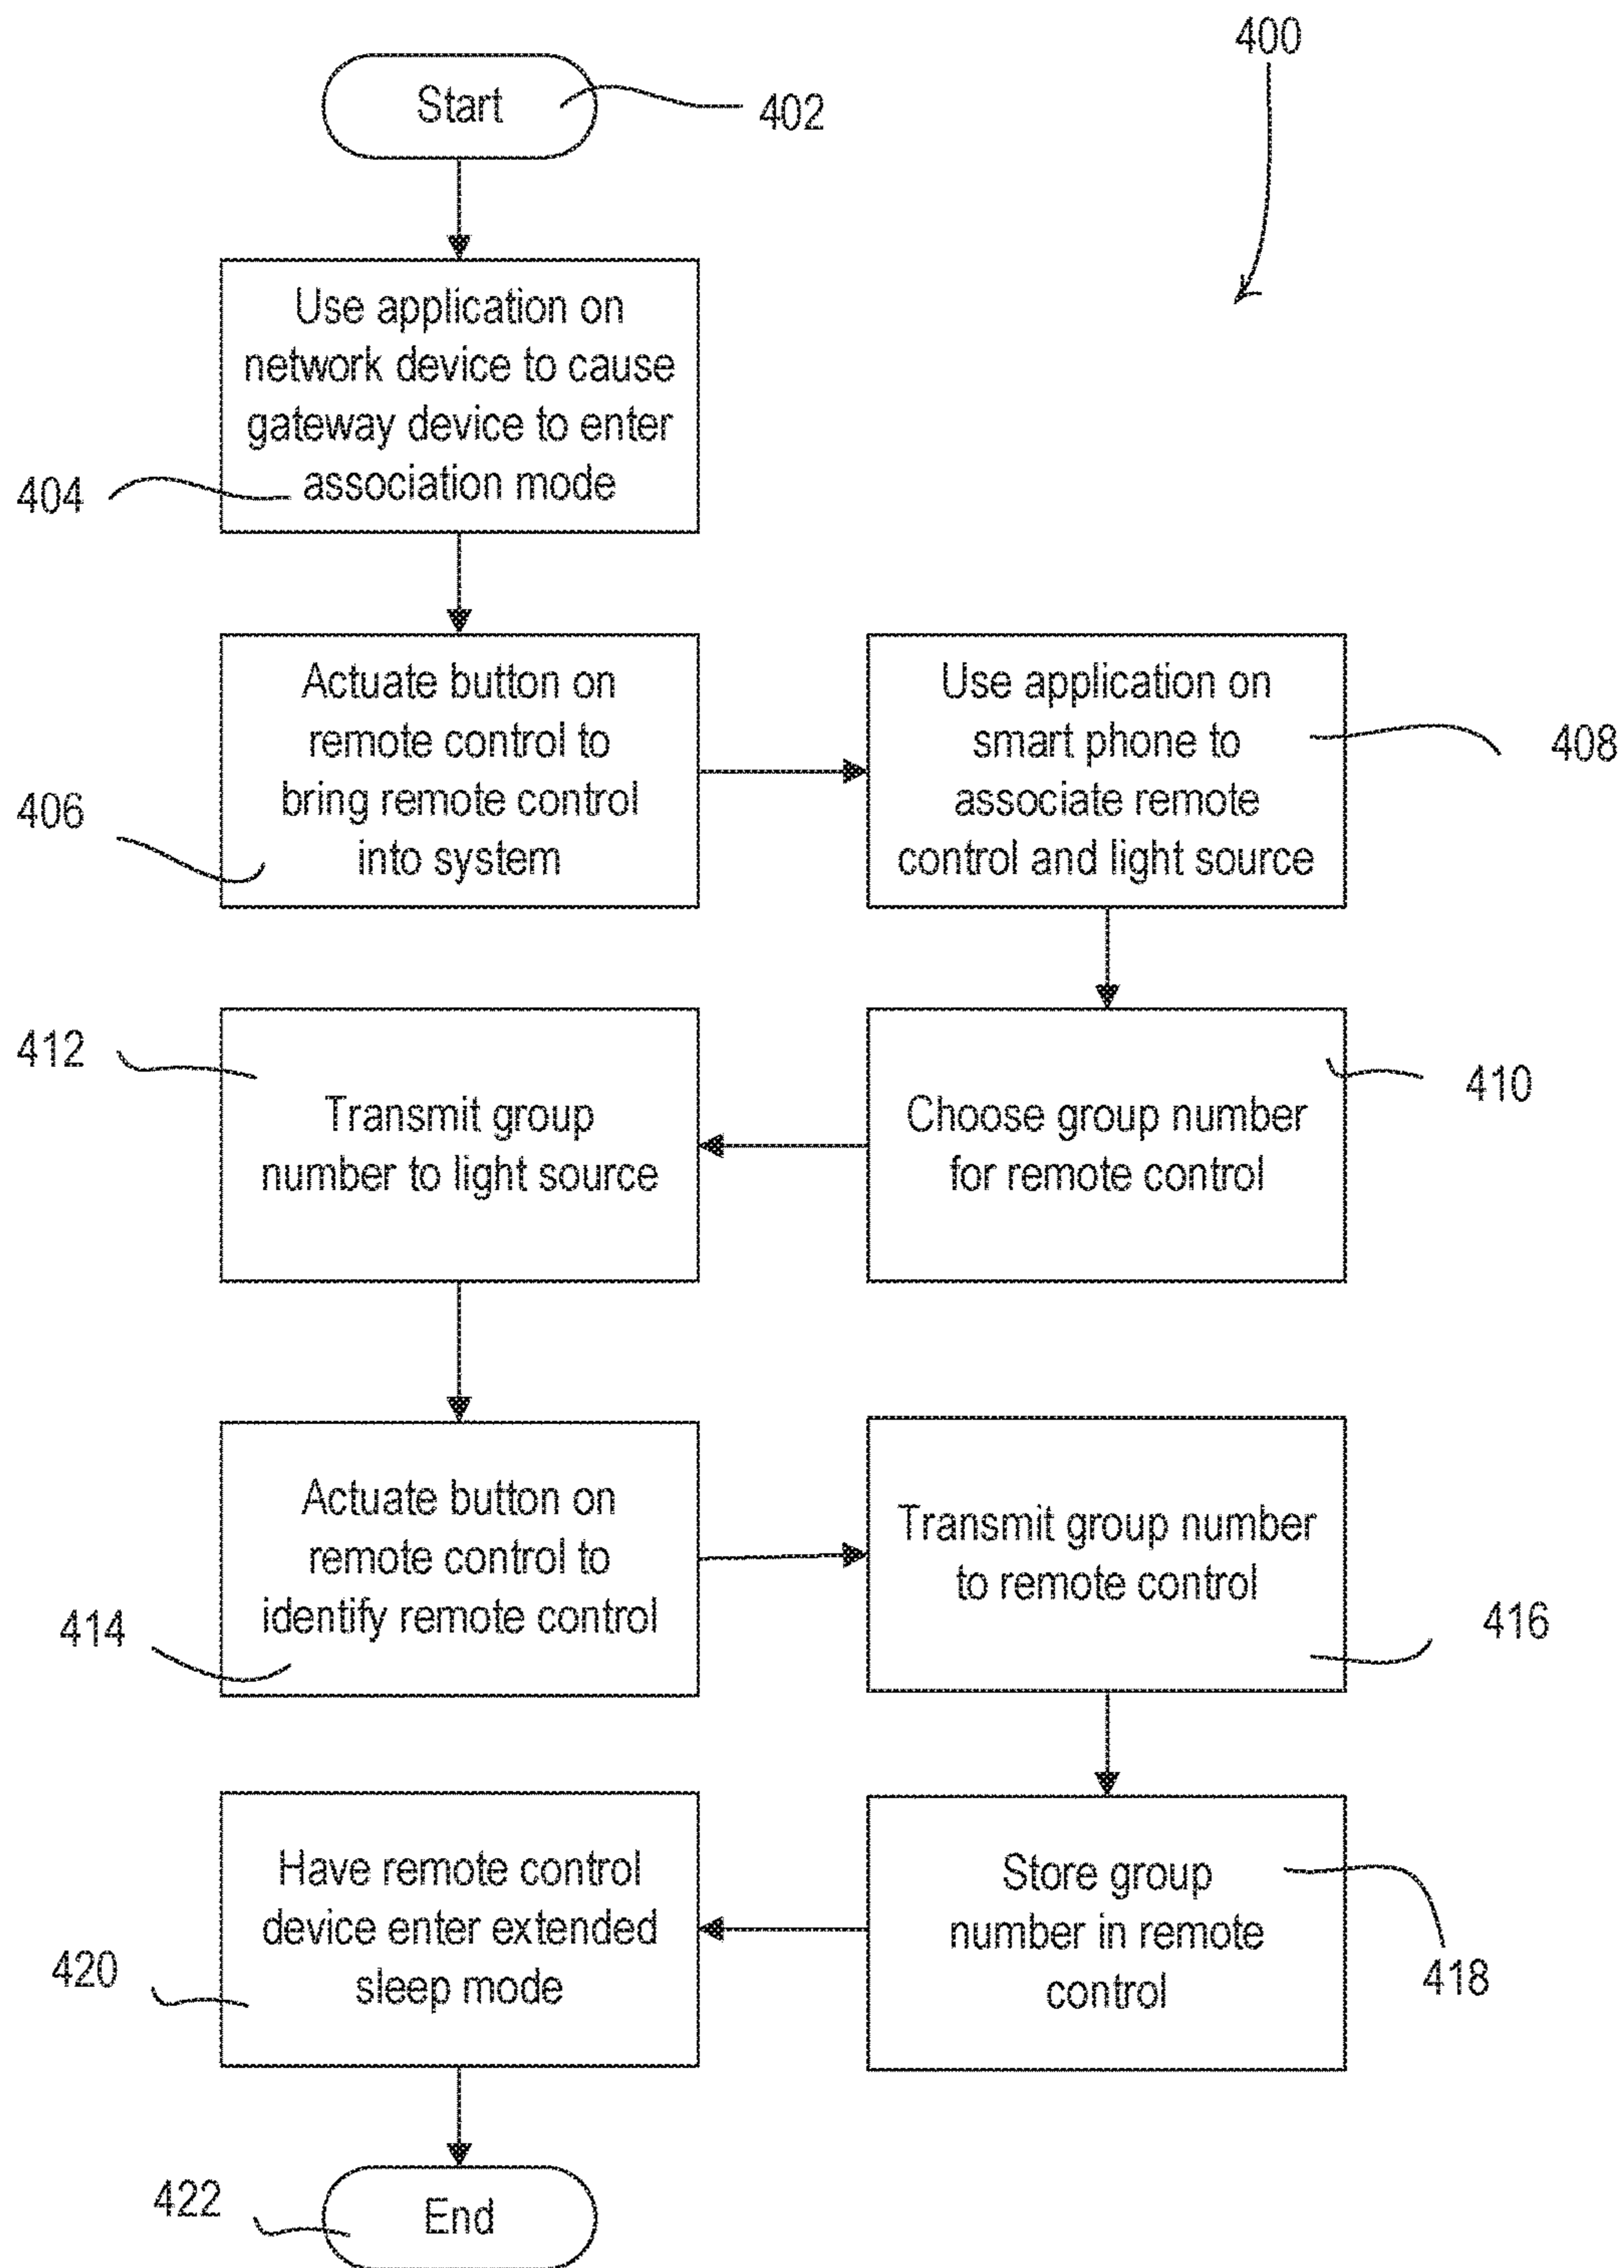 400
Start
402
Use application on
network device to cause
gateway device to enter
association mode
404
Actuate button on
remote control to
bring remote control
into system
406
Use application on
smart phone to
associate remote
control and light source
408
Choose group number
for remote control
410
412
Transmit group
number to light source
Actuate button on
remote control to
identify remote control
414
Transmit group number
to remote control
416
Store group
number in remote
control
418
Have remote control
device enter extended
sleep mode
420
End
422